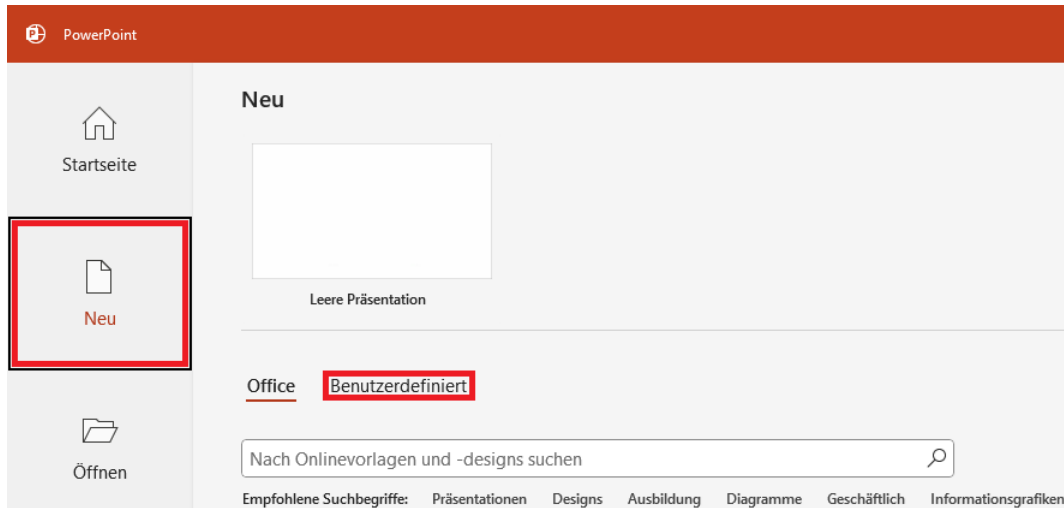 PowerPoint
Startseite
Neu
Öffnen
Neu
Leere Präsentation
Office Benutzerdefiniert
Nach Onlinevorlagen und -designs suchen
Empfohlene Suchbegriffe: Präsentationen Designs Ausbildung Diagramme Geschäftlich Informationsgrafiken